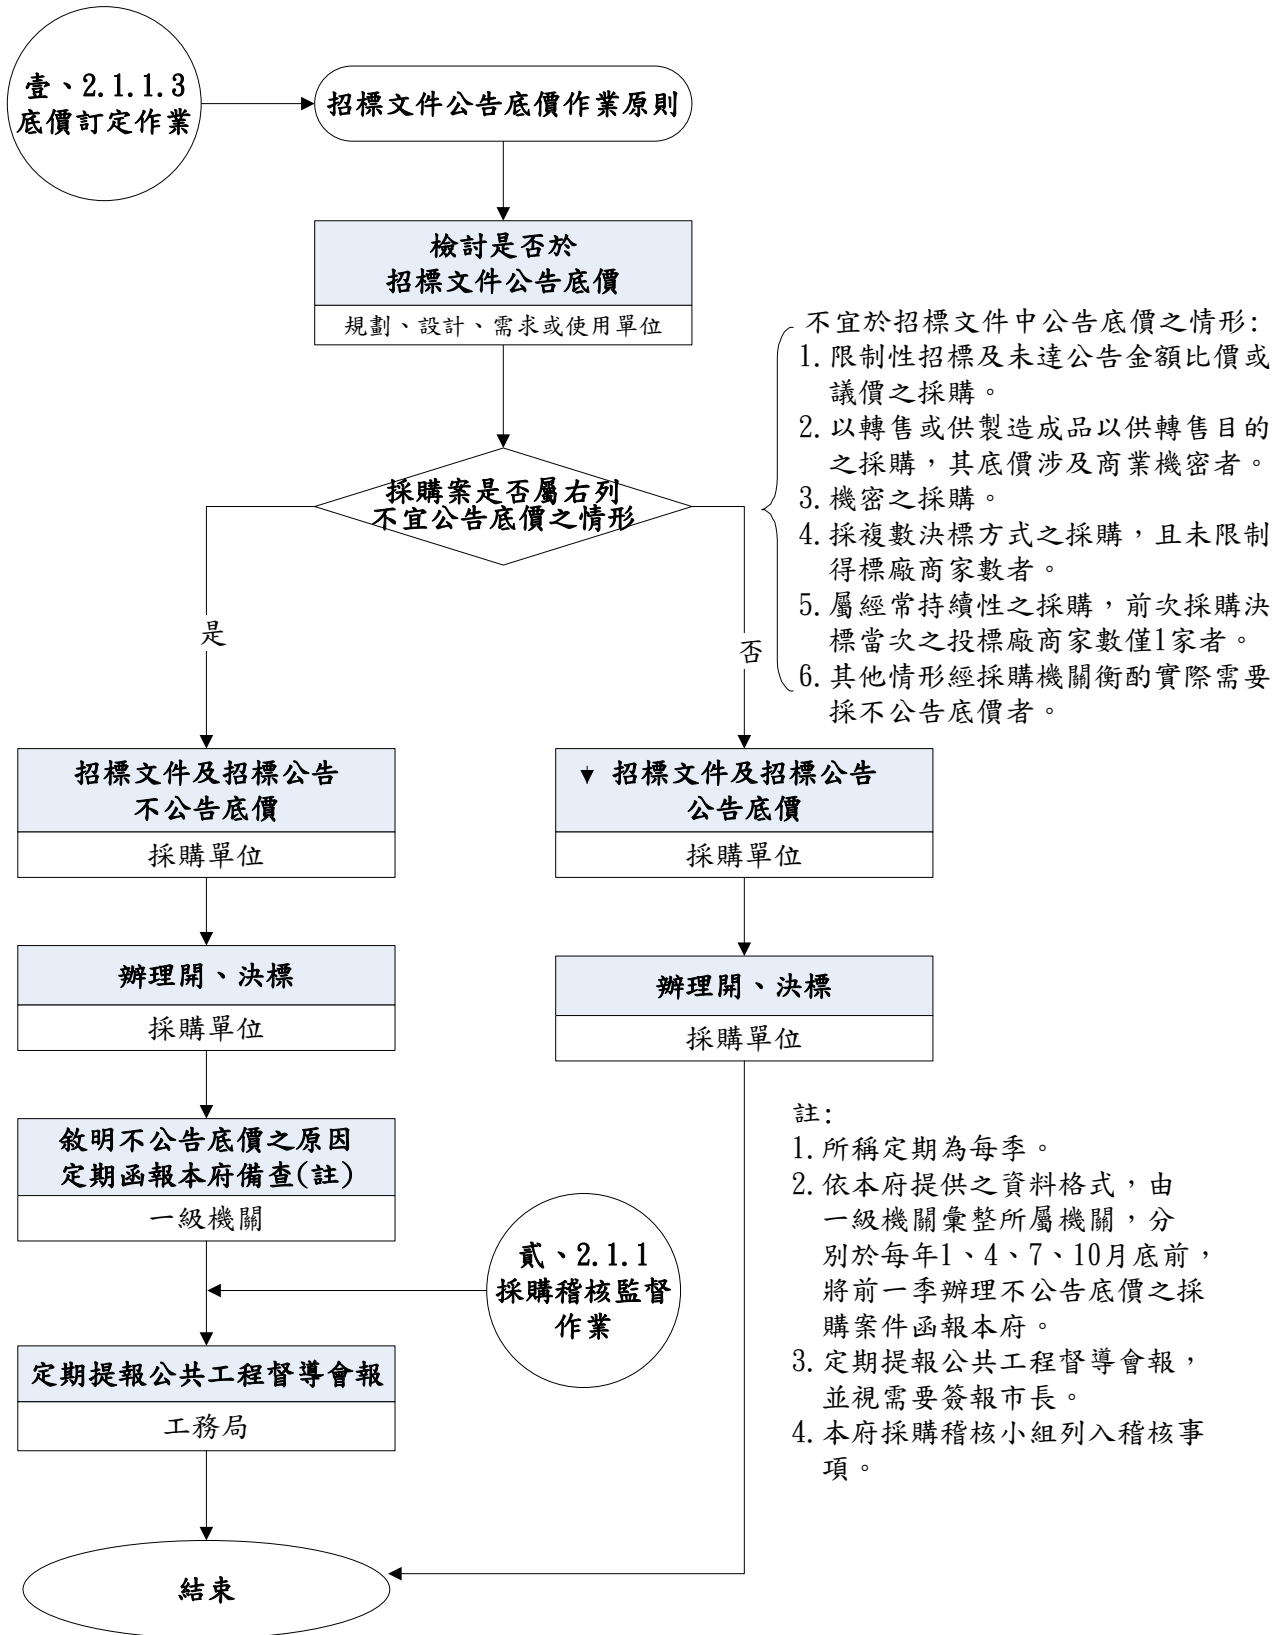 壹、2.1.1.3
底價訂定作業
招標文件公告底價作業原則
檢討是否於
招標文件公告底價
規劃、設計、需求或使用單位
不宜於招標文件中公告底價之情形:
1.限制性招標及未達公告金額比價或
議價之採購。
2.以轉售或供製造成品以供轉售目的
之採購，其底價涉及商業機密者。
3.機密之採購。
4.採複數決標方式之採購，且未限制
得標廠商家數者。
5.屬經常持續性之採購，前次採購決
標當次之投標廠商家數僅1家者。
6.其他情形經採購機關衡酌實際需要
採不公告底價者。
採購案是否屬右列
不宜公告底價之情形
是
否
招標文件及招標公告
不公告底價
採購單位
招標文件及招標公告
公告底價
採購單位
辦理開、決標
採購單位
辦理開、決標
採購單位
敘明不公告底價之原因
定期函報本府備查(註)
一級機關
貳、2.1.1
採購稽核監督
作業
定期提報公共工程督導會報
工務局
結束
註:
1.所稱定期為每季。
2.依本府提供之資料格式，由
一級機關彙整所屬機關，分
別於每年1、4、7、10月底前，
將前一季辦理不公告底價之採
購案件函報本府。
3.定期提報公共工程督導會報，
並視需要簽報市長。
4.本府採購稽核小組列入稽核事
項。